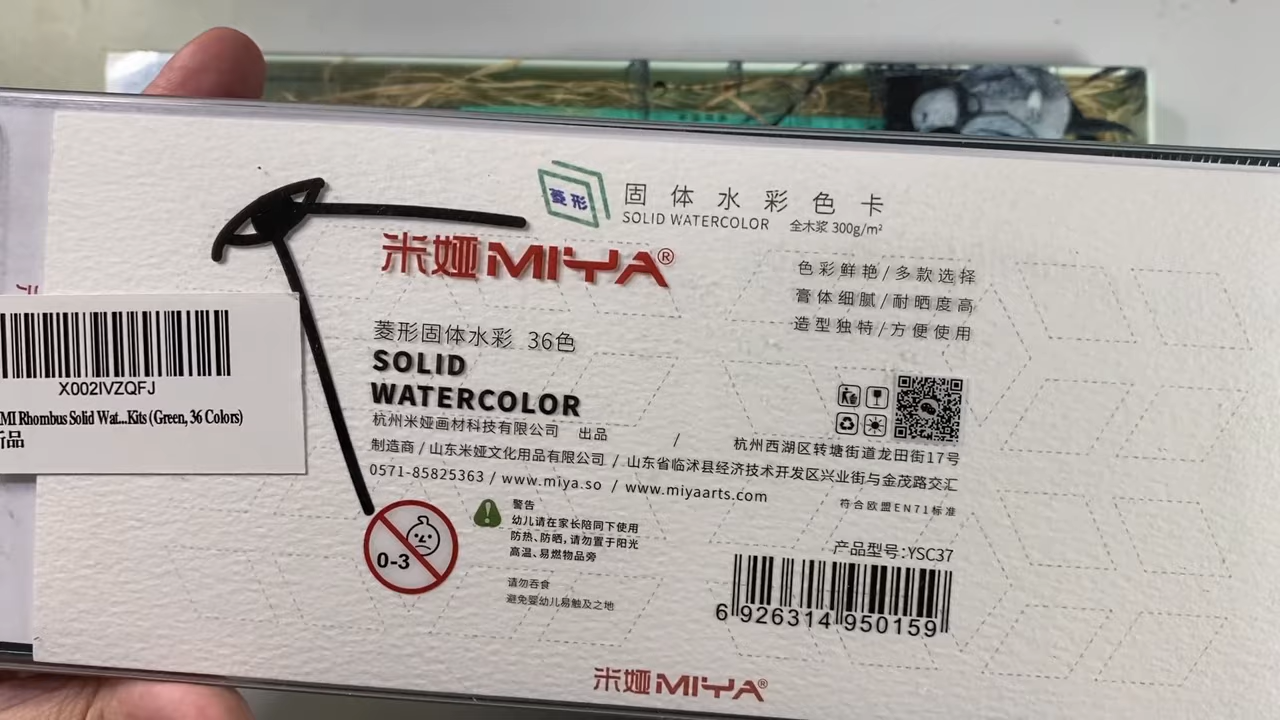 菱形
固体水彩色卡
SOLID WATERCOLOR 全木浆 300g/m²
米娅MIYA®
色彩鲜艳/多款选择
膏体细腻/耐晒度高
造型独特/方便使用
菱形固体水彩 36色
SOLID
WATERCOLOR
杭州米娅画材科技有限公司 出品 / 杭州西湖区转塘街道龙田街17号
制造商/山东米娅文化用品有限公司/山东省临沭县经济技术开发区兴业街与金茂路交汇
0571-85825363 / www.miya.so / www.miyaarts.com
符合欧盟EN71标准
X002IVZQFJ
MI Rhombus Solid Wat...Kits (Green, 36 Colors)
新品
0-3
警告
幼儿请在家长陪同下使用
防热、防晒,请勿置于阳光
高温、易燃物品旁
请勿吞食
避免婴幼儿易触及之地
产品型号:YSC37
6 926314 950159
米娅MIYA®